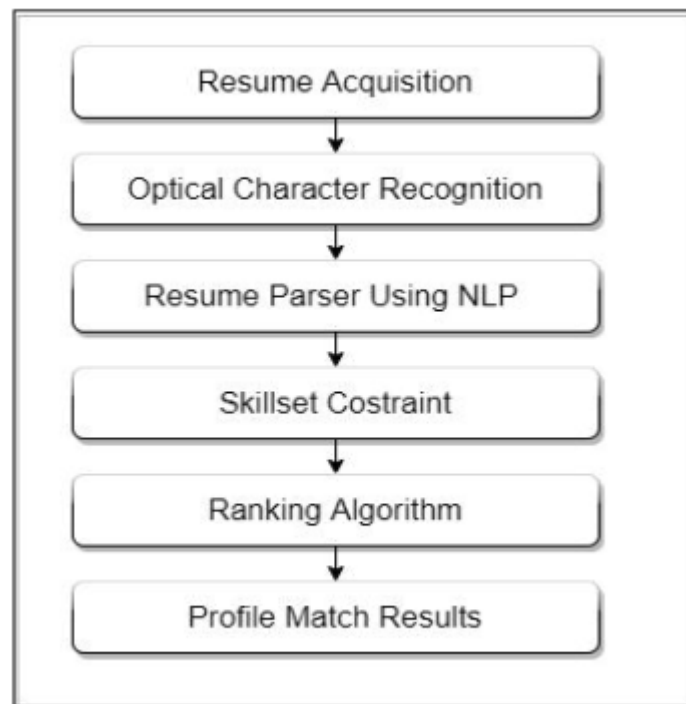 Resume Acquisition
Optical Character Recognition
Resume Parser Using NLP
Skillset Costraint
Ranking Algorithm
Profile Match Results